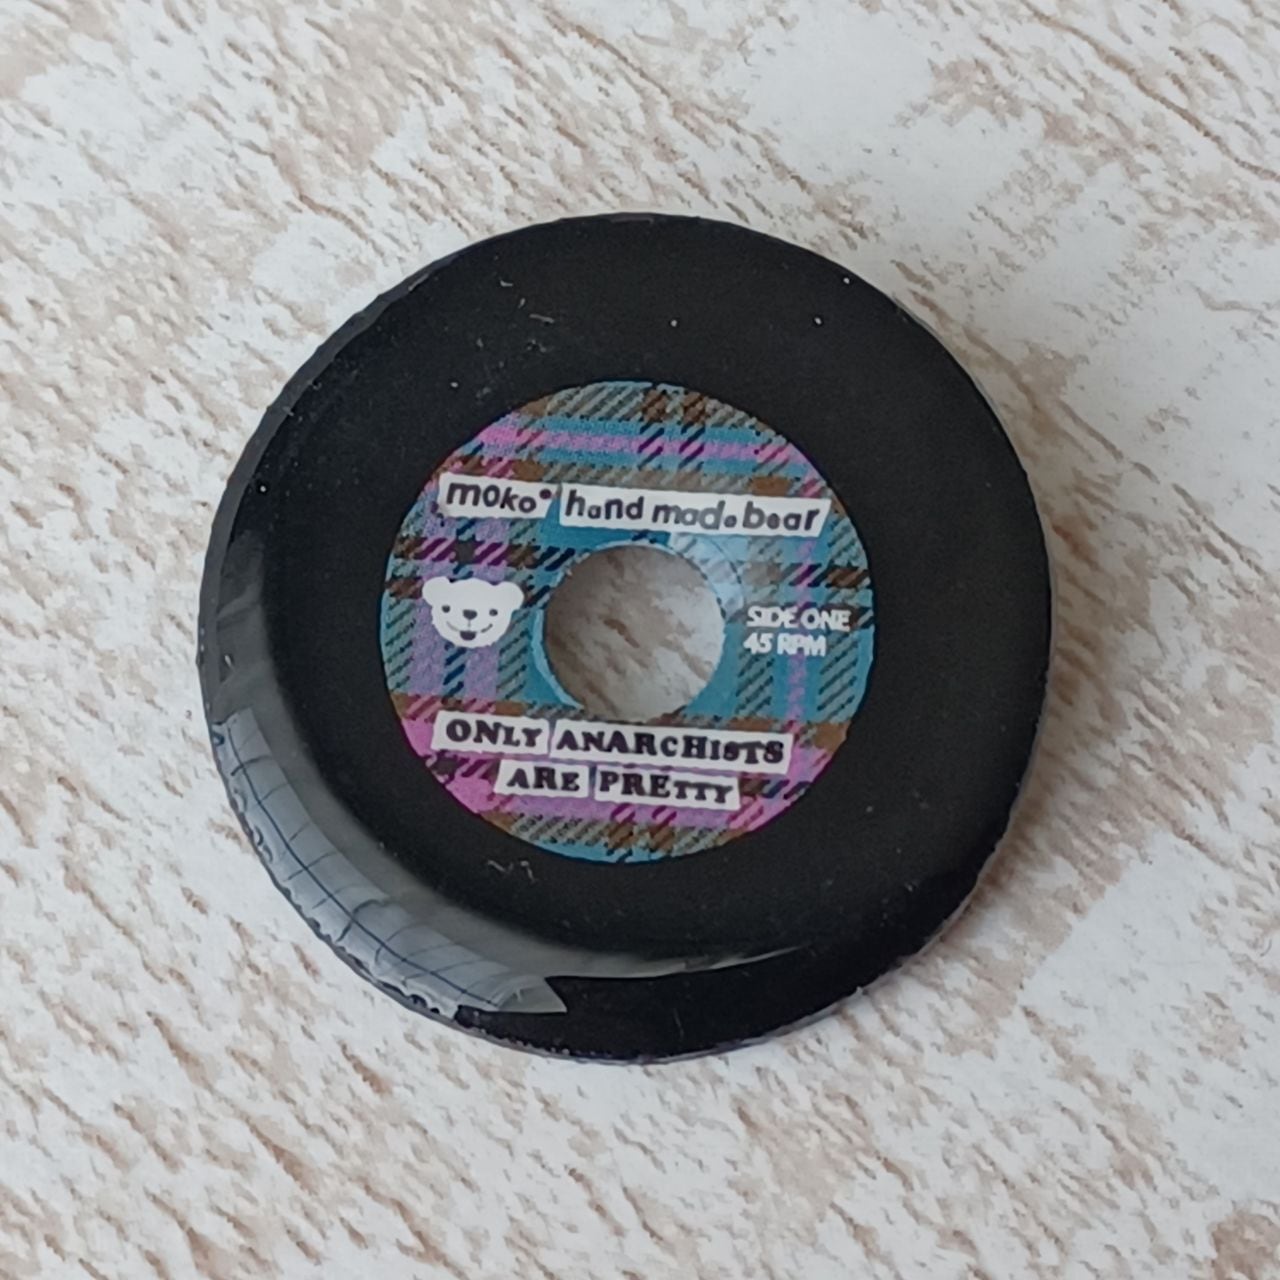 moko* hand made bear
SIDE ONE
45 RPM
ONLY ANARCHISTS
ARE PRETTY